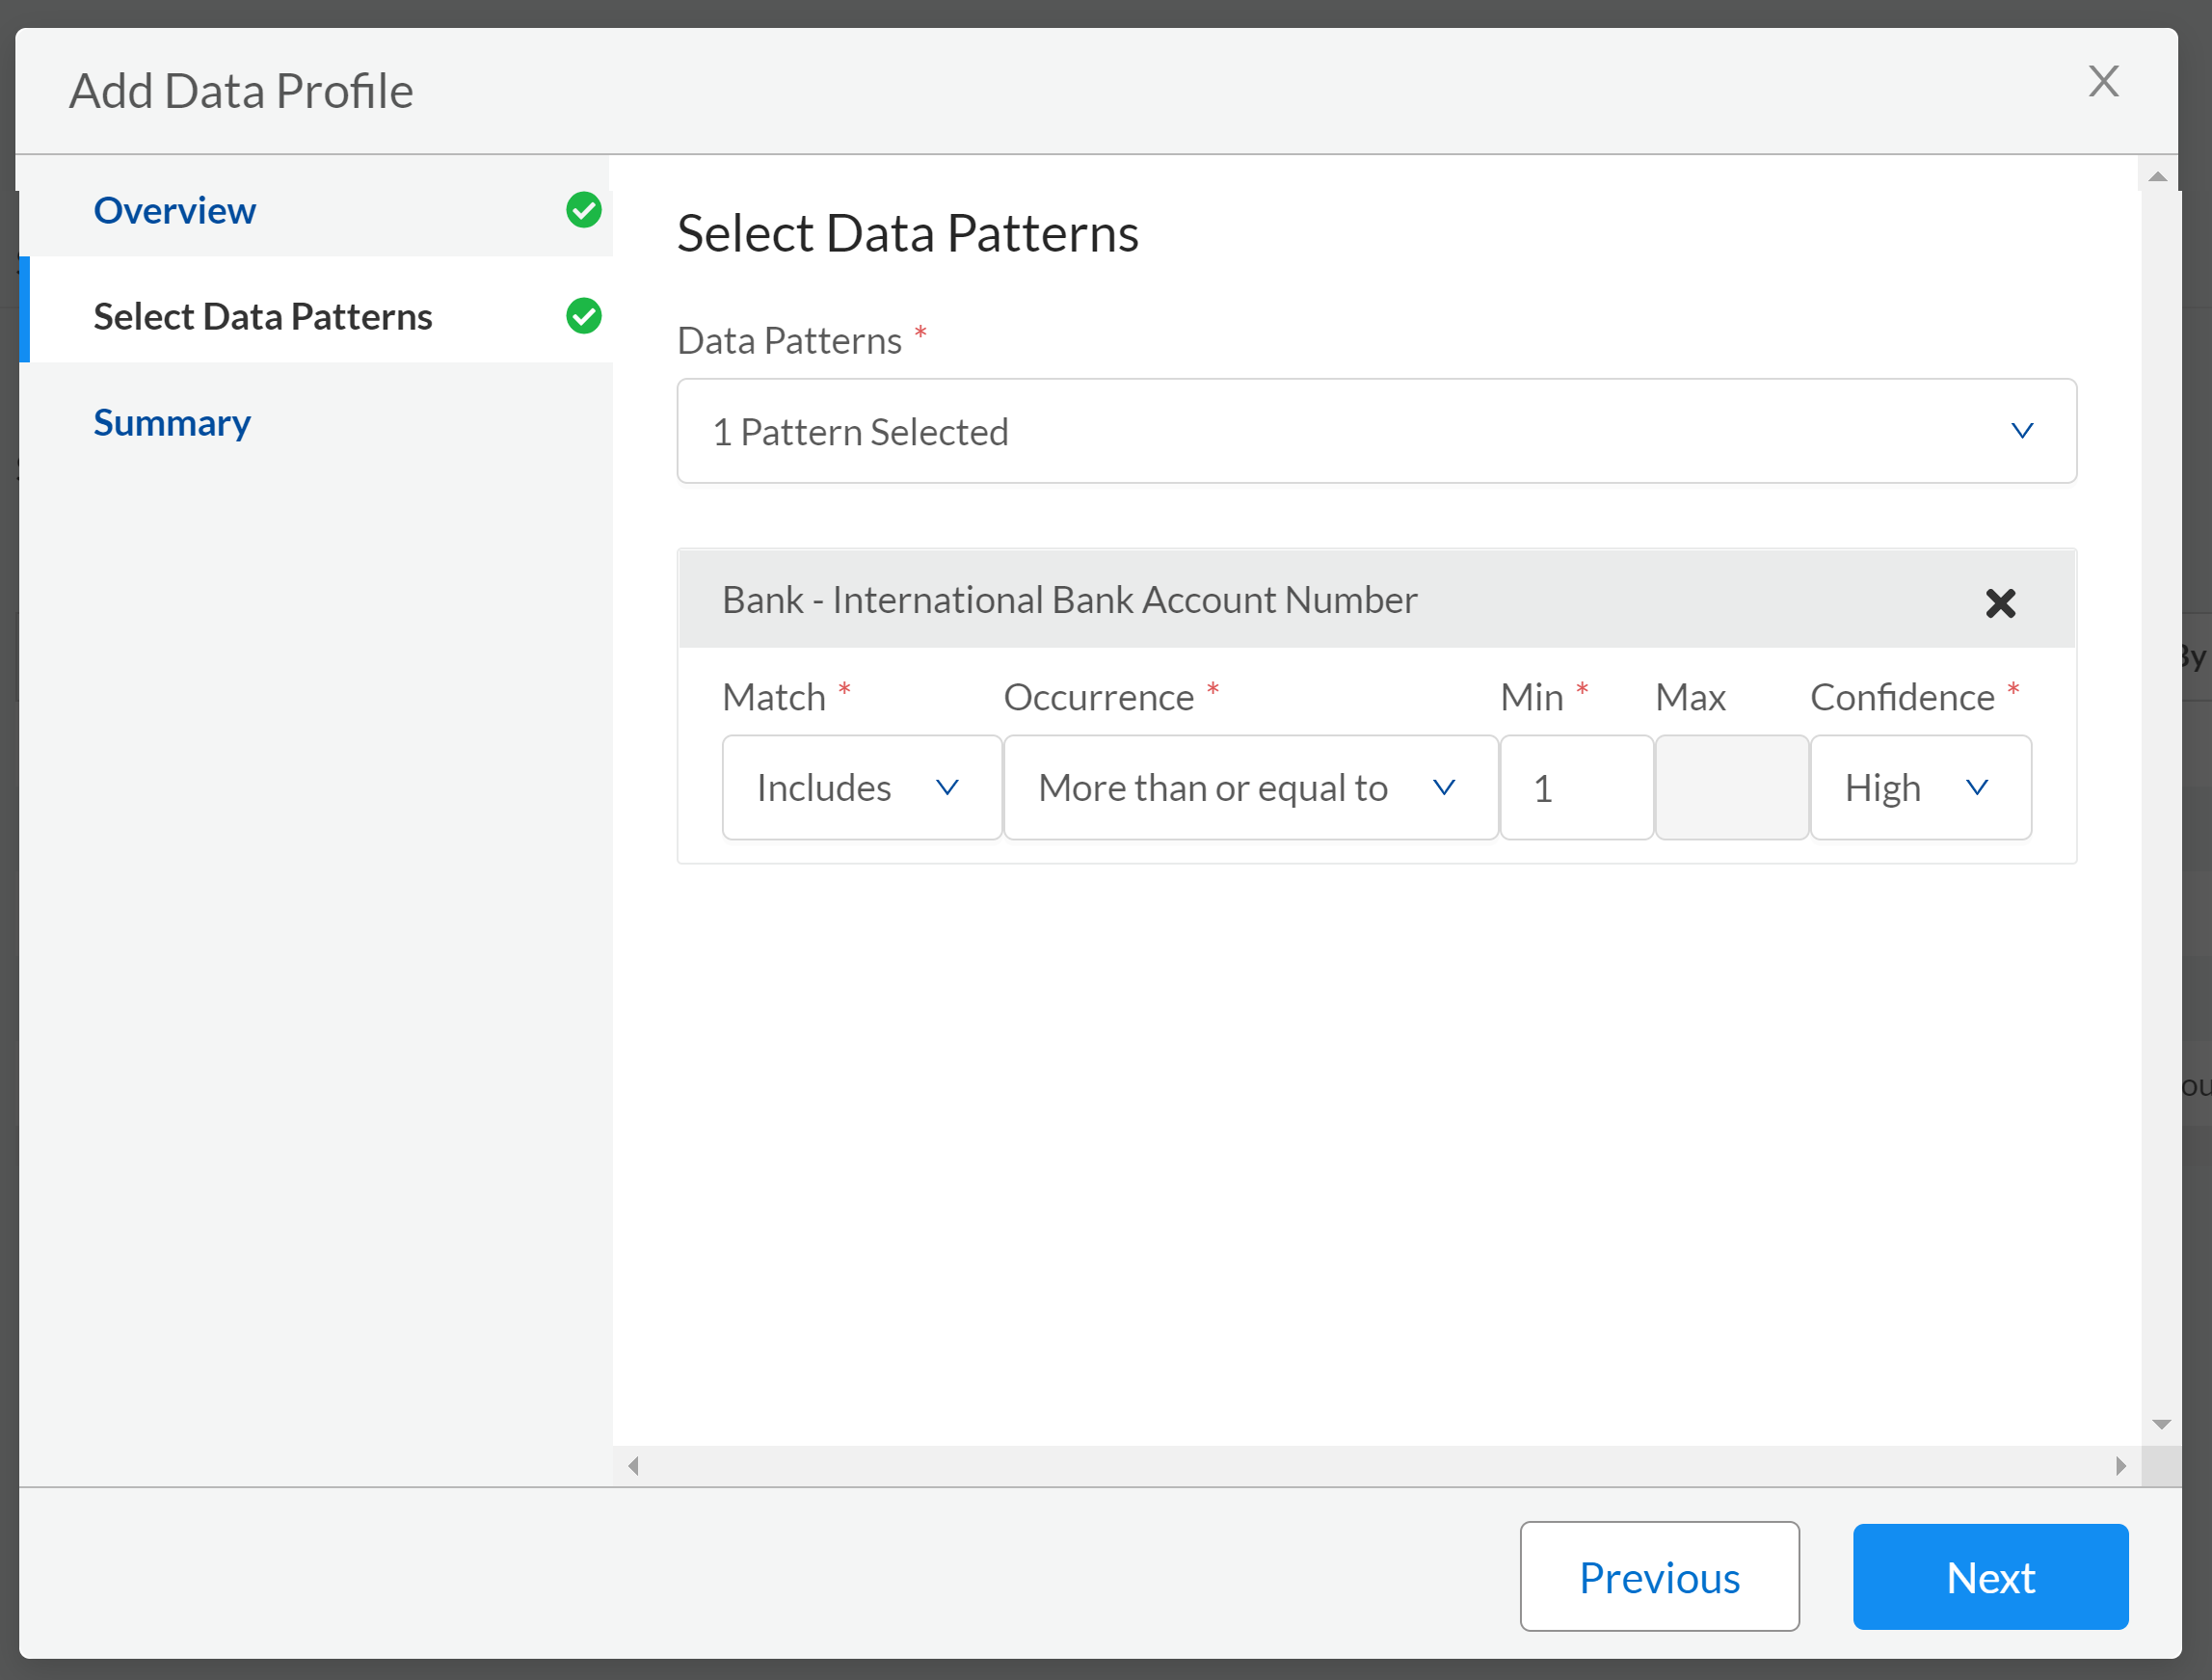 Add Data Profile
Overview
Select Data Patterns
Summary
Select Data Patterns
Data Patterns *
1 Pattern Selected
Bank - International Bank Account Number
Match * Occurrence * Min * Max Confidence *
Includes More than or equal to 1 High
Previous Next